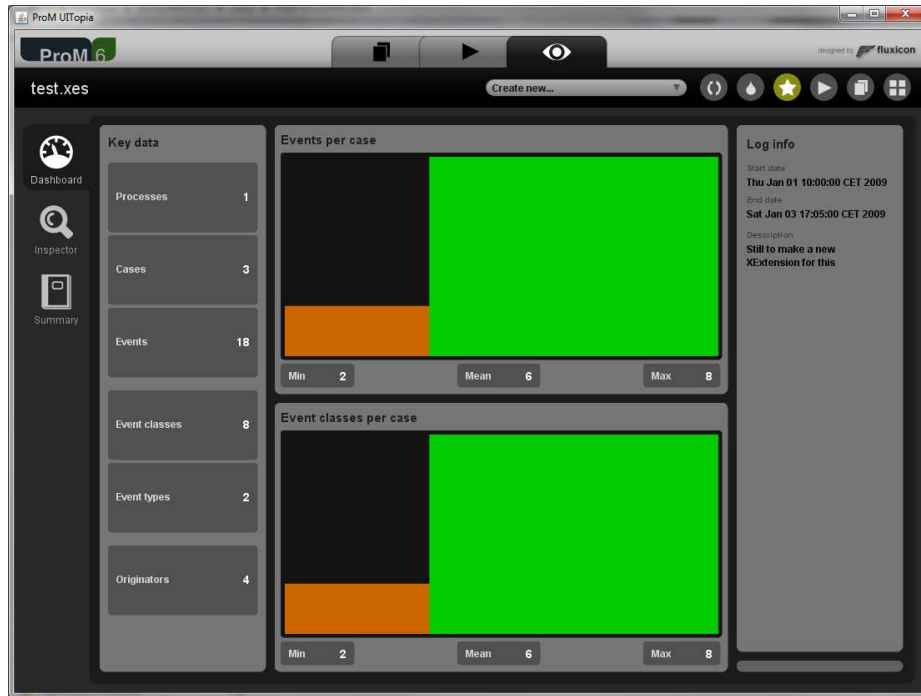 ProM UITopia
ProM 6
designed by fluxicon
test.xes
Create new...
Dashboard
Inspector
Summary
Key data
Processes 1
Cases 3
Events 18
Event classes 8
Event types 2
Originators 4
Events per case
Min 2 Mean 6 Max 8
Event classes per case
Min 2 Mean 6 Max 8
Log info
Start date
Thu Jan 01 10:00:00 CET 2009
End date
Sat Jan 03 17:05:00 CET 2009
Description
Still to make a new
XExtension for this